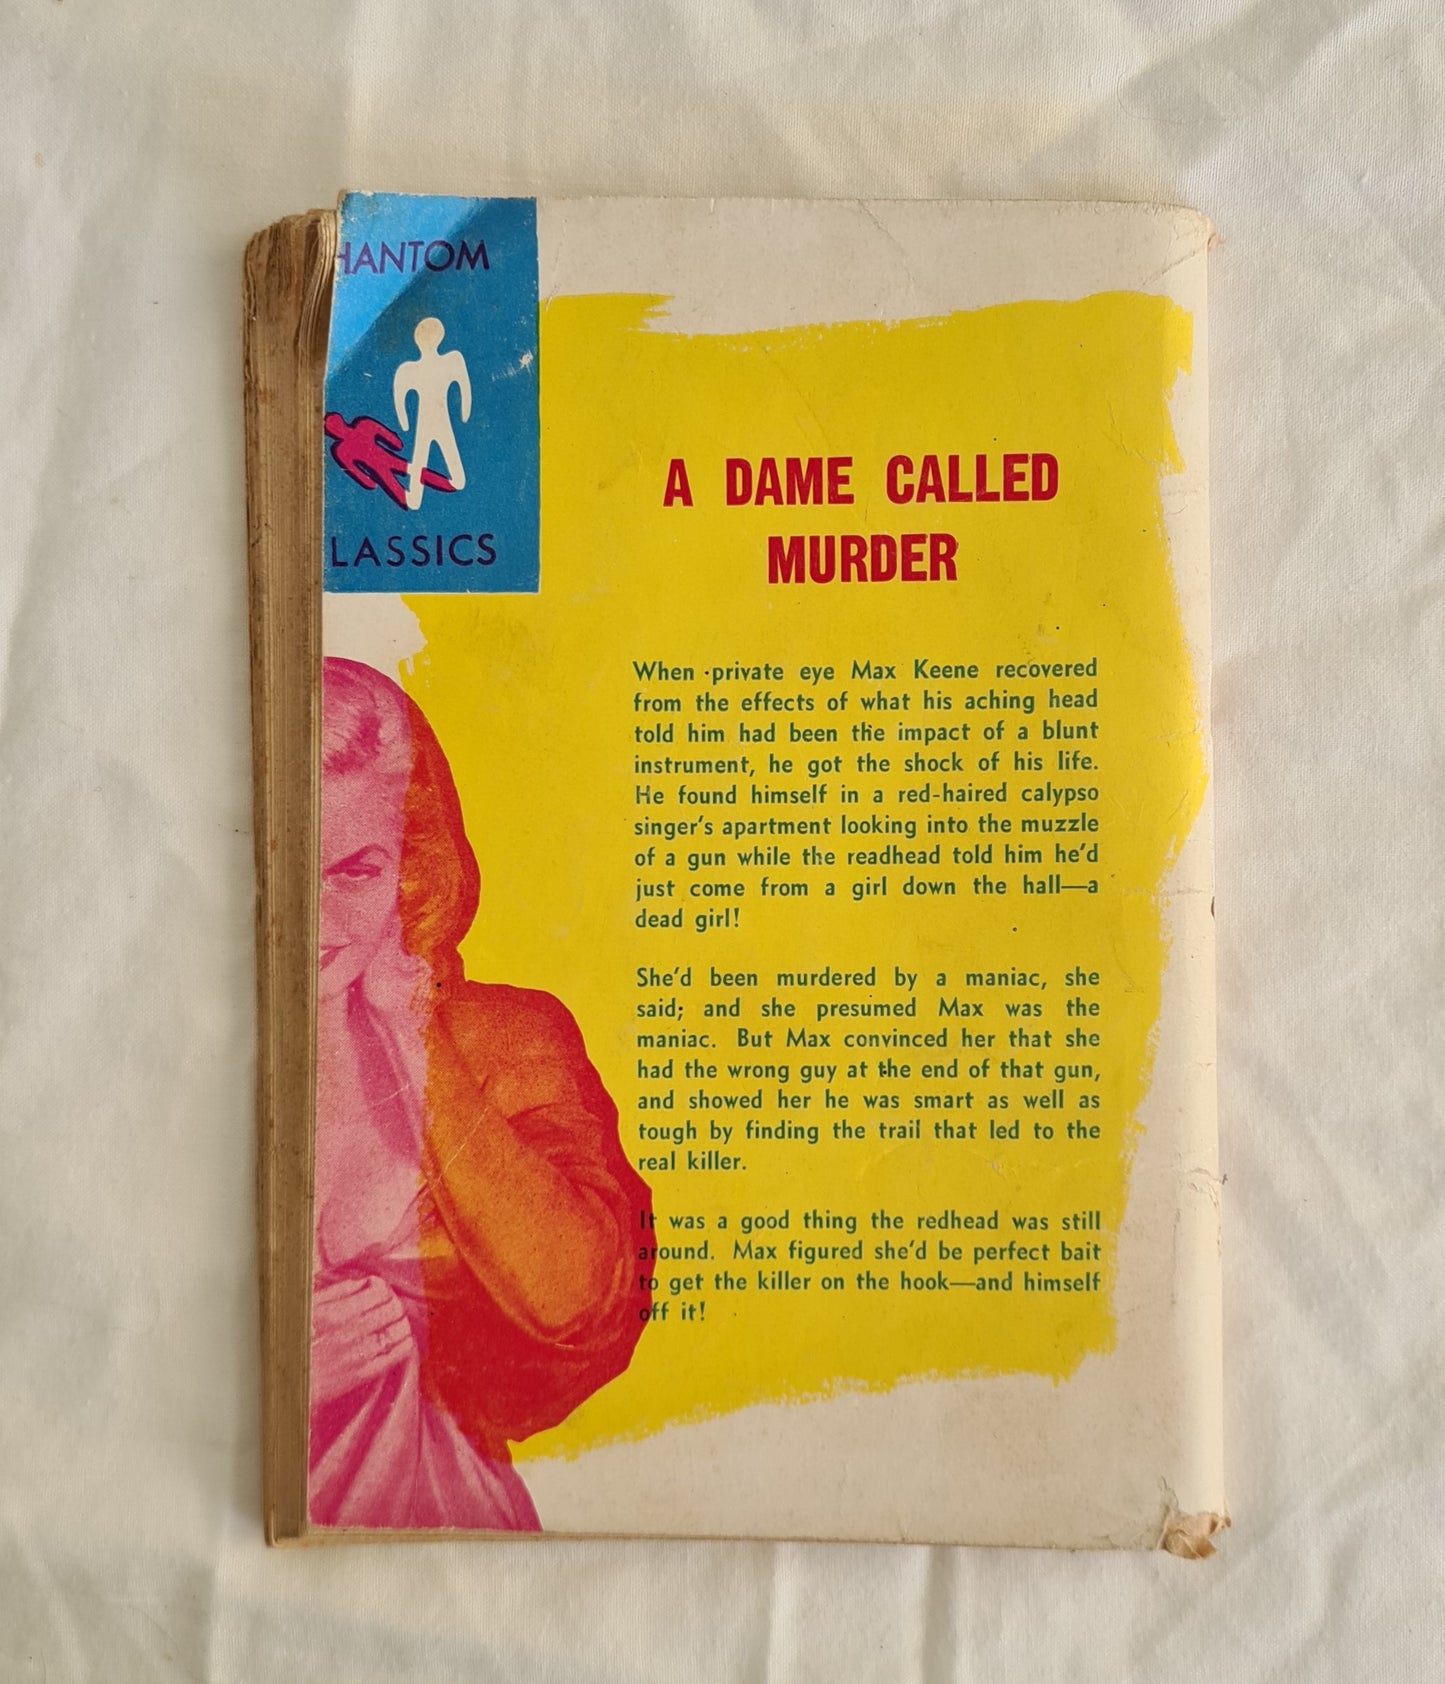 HANTOM
LASSICS
A DAME CALLED
MURDER
When private eye Max Keene recovered
from the effects of what his aching head
told him had been the impact of a blunt
instrument, he got the shock of his life.
He found himself in a red-haired calypso
singer's apartment looking into the muzzle
of a gun while the readhead told him he'd
just come from a girl down the hall—a
dead girl!
She'd been murdered by a maniac, she
said; and she presumed Max was the
maniac. But Max convinced her that she
had the wrong guy at the end of that gun,
and showed her he was smart as well as
tough by finding the trail that led to the
real killer.
It was a good thing the redhead was still
around. Max figured she'd be perfect bait
to get the killer on the hook—and himself
off it!